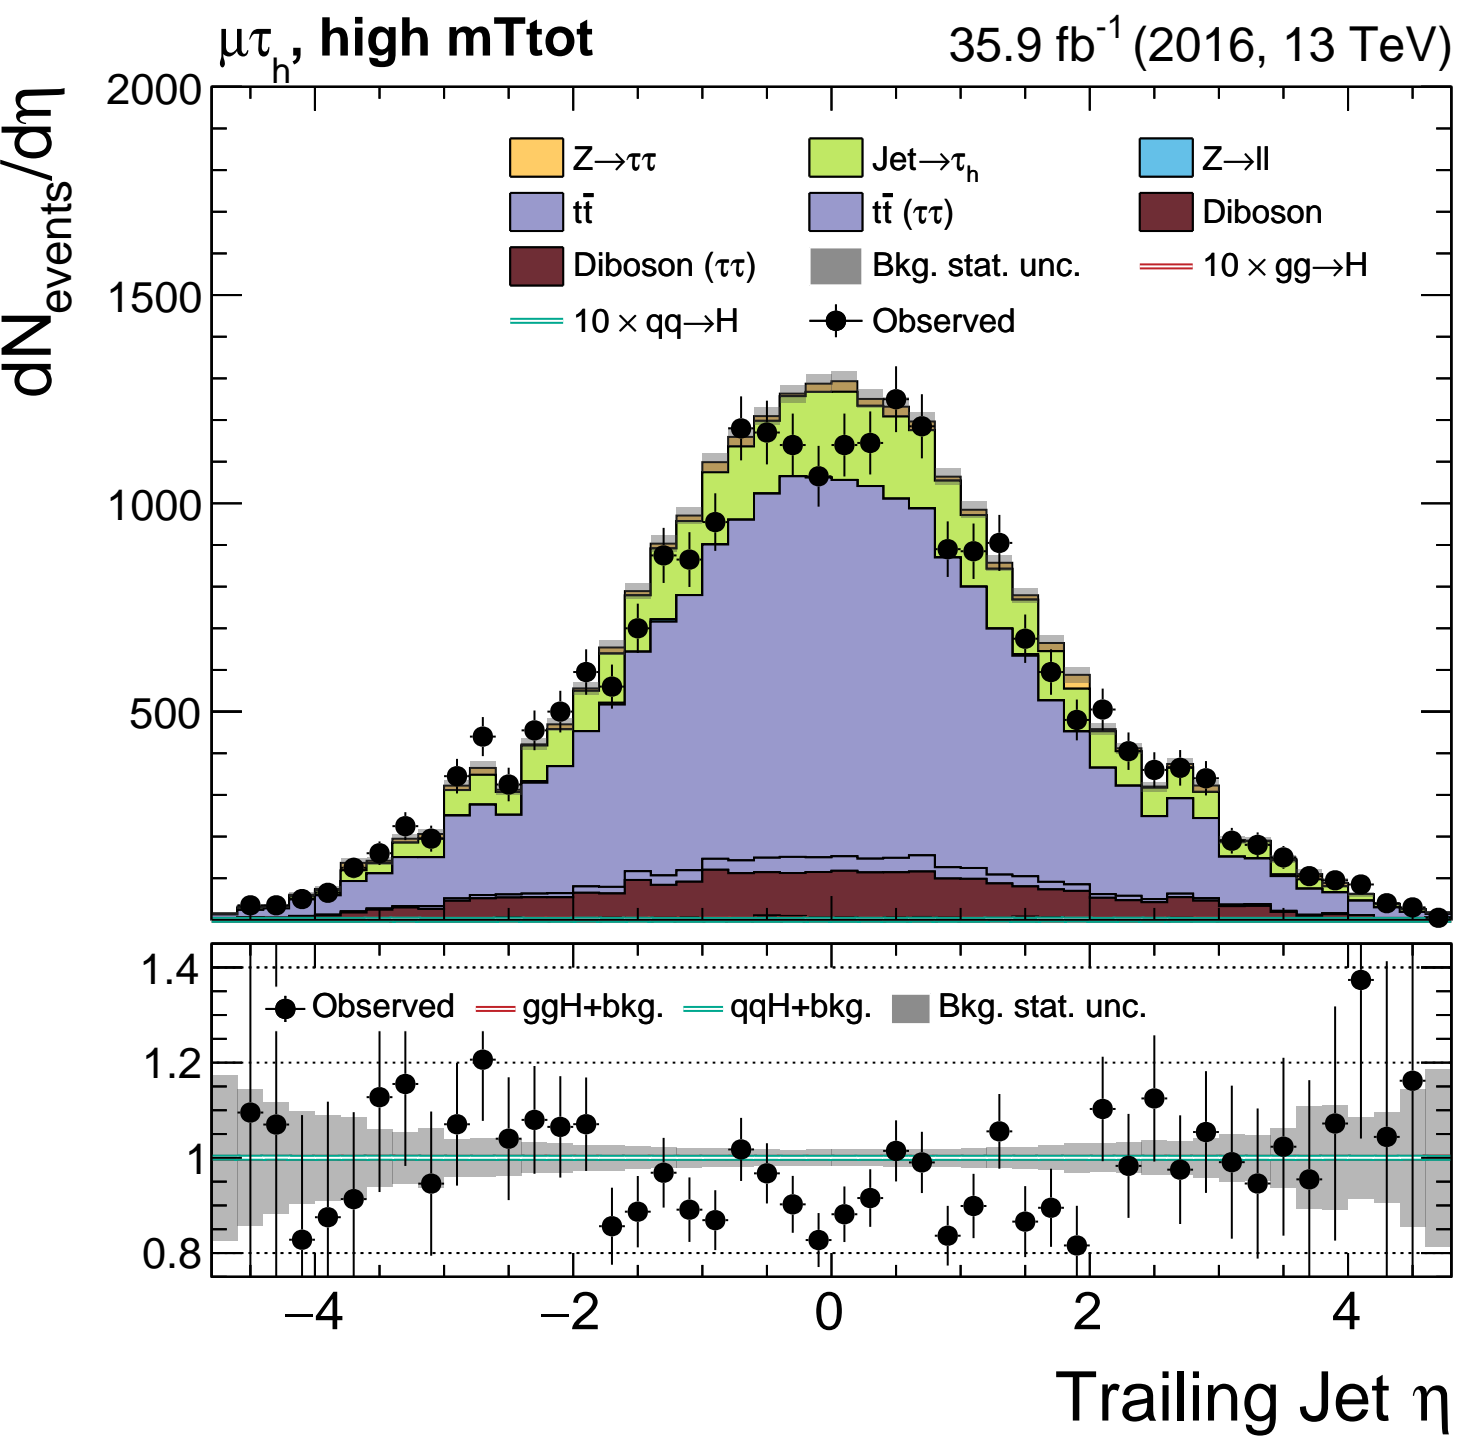 μτh, high mTtot 35.9 fb-1 (2016, 13 TeV)
dNevents/dη
2000
1500
1000
500
Z→ττ Jet→τh Z→ll
tt̄ tt̄ (ττ) Diboson
Diboson (ττ) Bkg. stat. unc. 10 × gg→H
10 × qq→H Observed
1.4
1.2
1
0.8
Observed ggH+bkg. qqH+bkg. Bkg. stat. unc.
−4 −2 0 2 4
Trailing Jet η